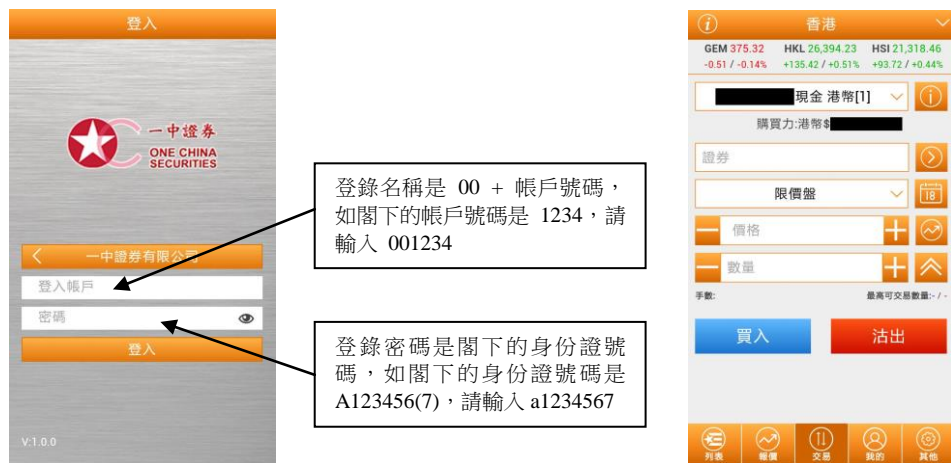 登入
一中證券
ONE CHINA
SECURITIES
一中證券有限公司
登入帳戶
密碼
登入
V:1.0.0
登錄名稱是 00 + 帳戶號碼，
如閣下的帳戶號碼是 1234，請
輸入 001234
登錄密碼是閣下的身份證號
碼，如閣下的身份證號碼是
A123456(7)，請輸入 a1234567
香港
GEM 375.32 HKL 26,394.23 HSI 21,318.46
-0.51 / -0.14% +135.42 / +0.51% +93.72 / +0.44%
現金 港幣[1]
購買力:港幣$
證券
限價盤
18
價格
數量
手數: 最高可交易數量:- / -
買入 沽出
列表 報價 交易 我的 其他